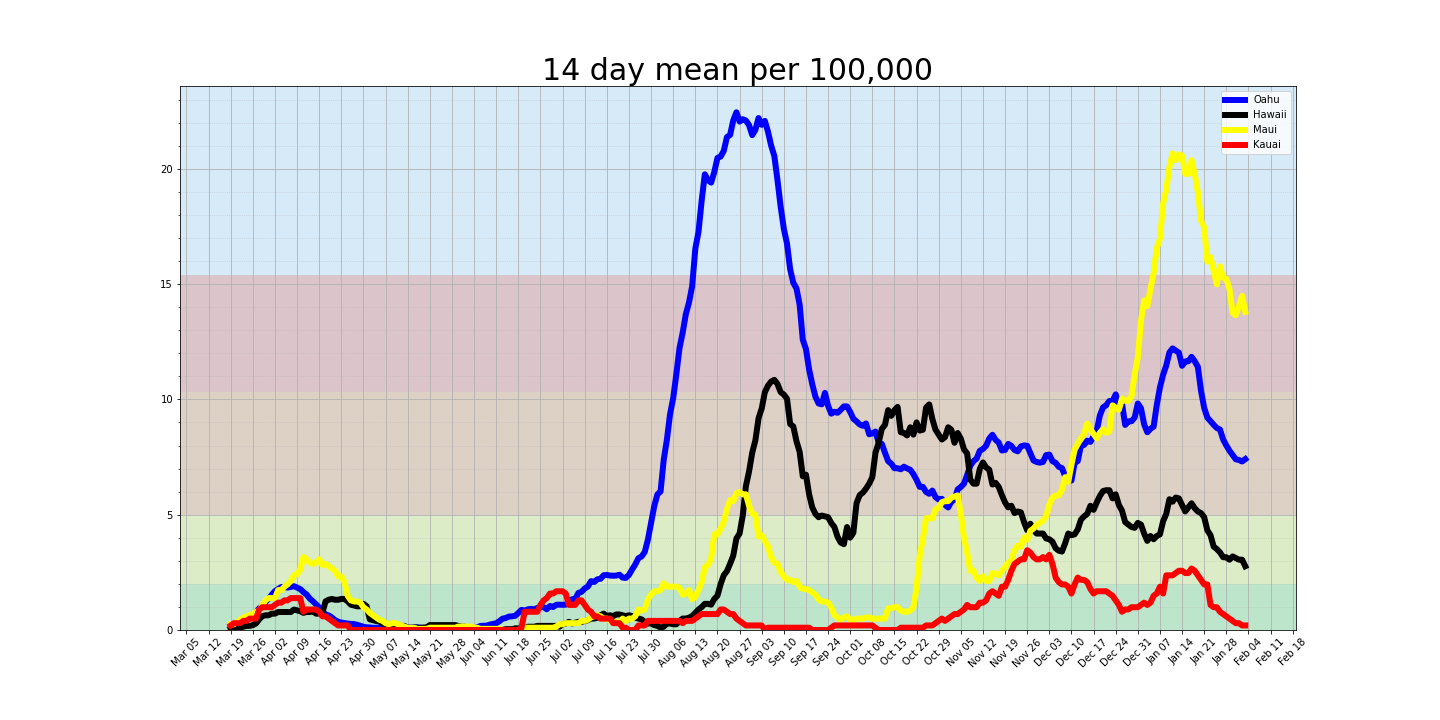 14 day mean per 100,000
Oahu
Hawaii
Maui
Kauai
20
15
10
5
0
Mar 05
Mar 12
Mar 19
Mar 26
Apr 02
Apr 09
Apr 16
Apr 23
Apr 30
May 07
May 14
May 21
May 28
Jun 04
Jun 11
Jun 18
Jun 25
Jul 02
Jul 09
Jul 16
Jul 23
Jul 30
Aug 06
Aug 13
Aug 20
Aug 27
Sep 03
Sep 10
Sep 17
Sep 24
Oct 01
Oct 08
Oct 15
Oct 22
Oct 29
Nov 05
Nov 12
Nov 19
Nov 26
Dec 03
Dec 10
Dec 17
Dec 24
Dec 31
Jan 07
Jan 14
Jan 21
Jan 28
Feb 04
Feb 11
Feb 18